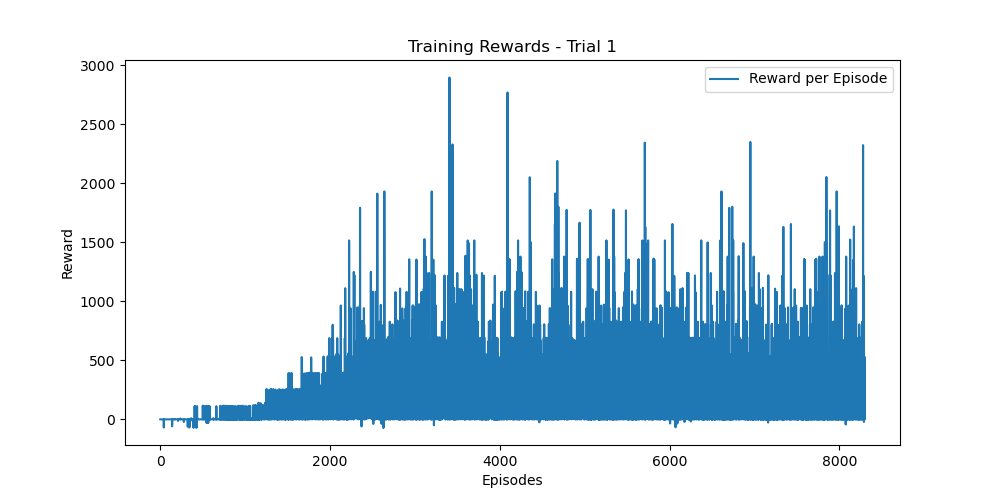 Training Rewards - Trial 1
Reward per Episode
3000
2500
2000
1500
1000
500
0
Reward
0 2000 4000 6000 8000
Episodes